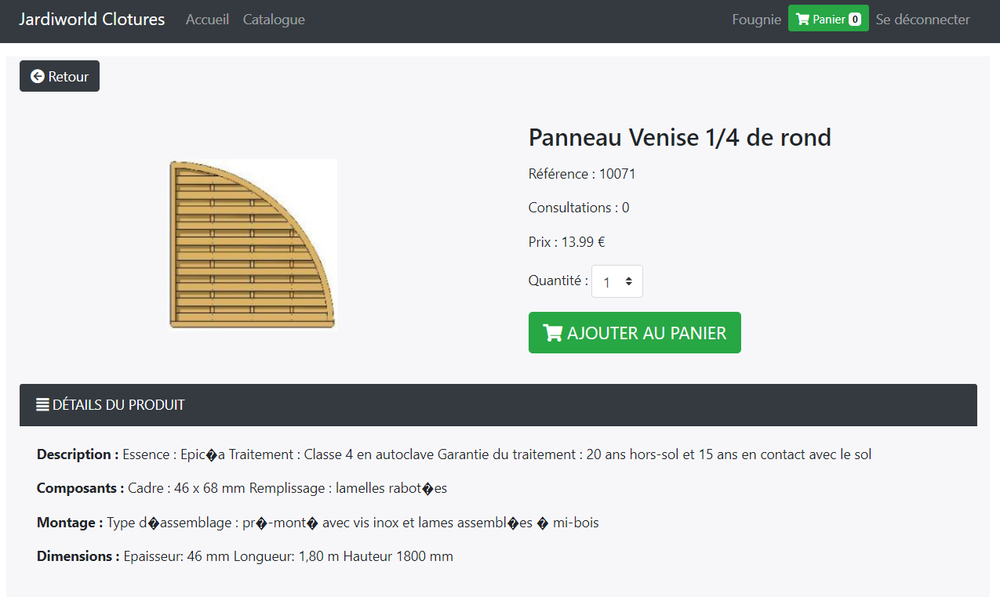 Jardiworld Clotures Accueil Catalogue Fougnie Panier 0 Se déconnecter
Retour
Panneau Venise 1/4 de rond
Référence : 10071
Consultations : 0
Prix : 13.99 €
Quantité : 1
AJOUTER AU PANIER
DÉTAILS DU PRODUIT
Description : Essence : Epic�a Traitement : Classe 4 en autoclave Garantie du traitement : 20 ans hors-sol et 15 ans en contact avec le sol
Composants : Cadre : 46 x 68 mm Remplissage : lamelles rabot�es
Montage : Type d�assemblage : pr�-mont� avec vis inox et lames assembl�es � mi-bois
Dimensions : Epaisseur: 46 mm Longueur: 1,80 m Hauteur 1800 mm